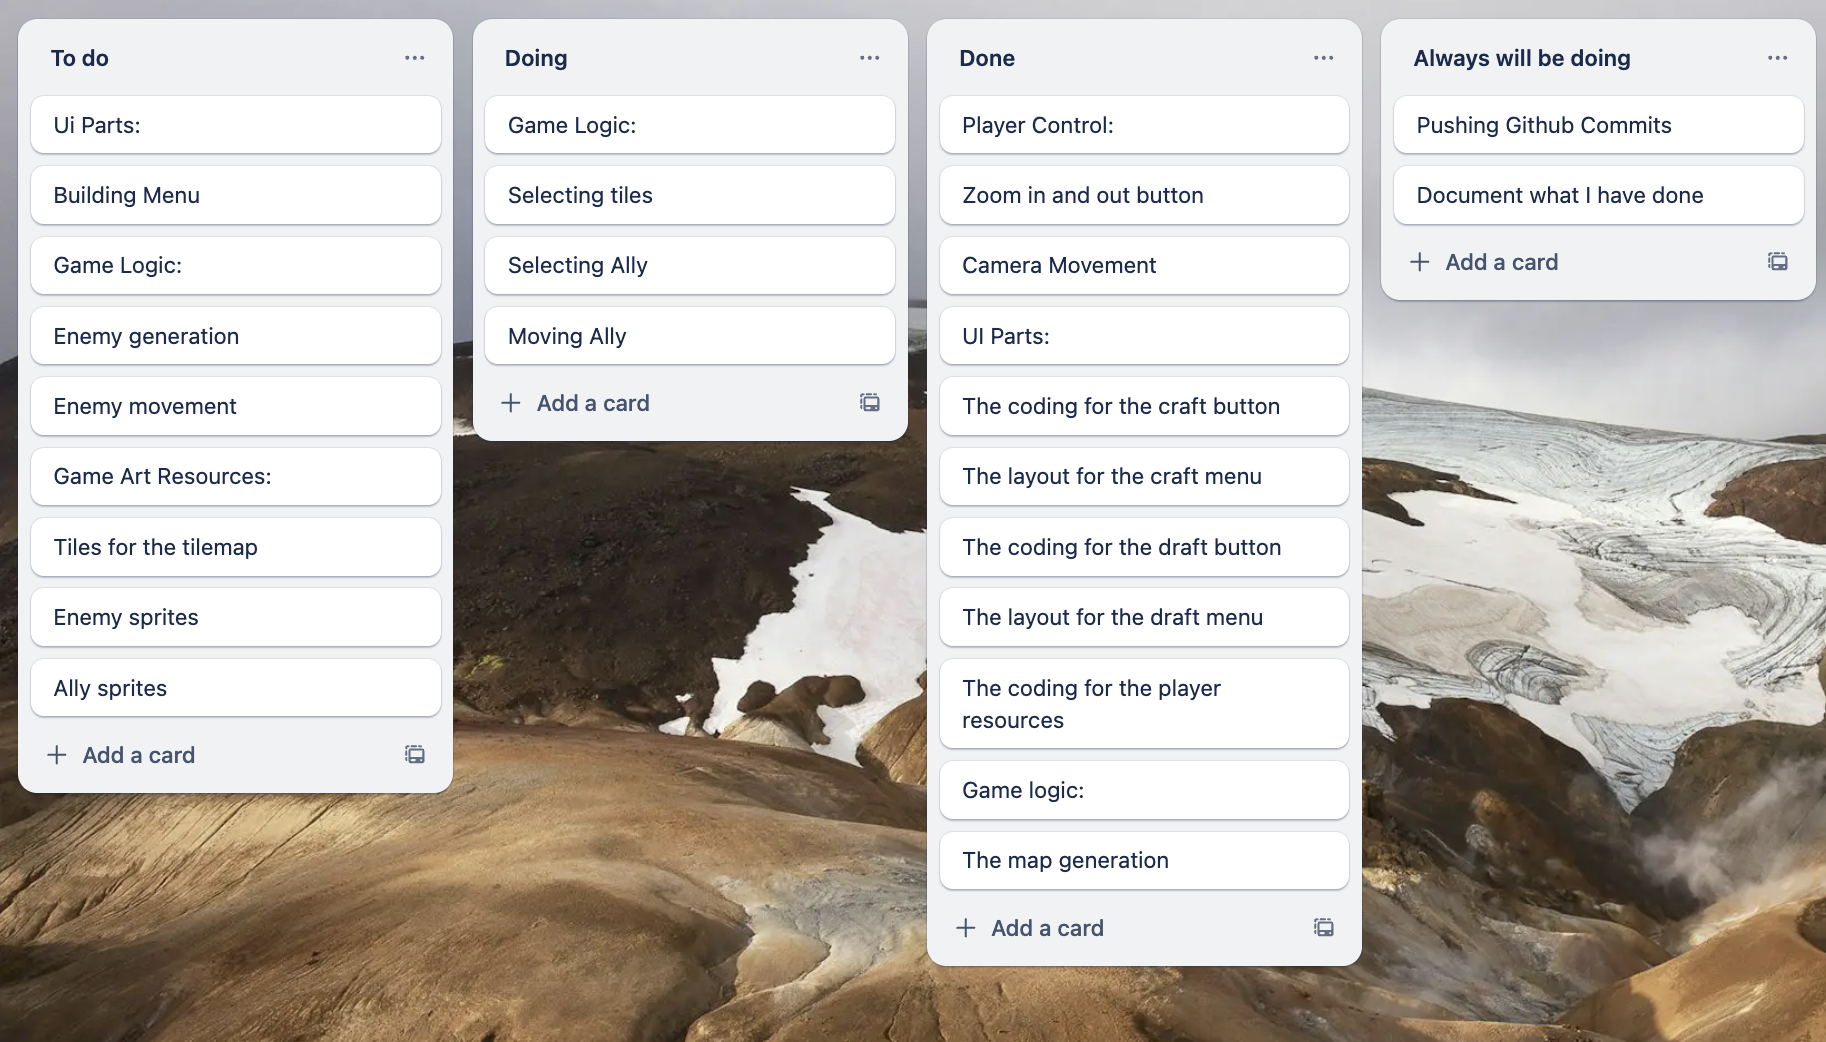 To do
Ui Parts:
Building Menu
Game Logic:
Enemy generation
Enemy movement
Game Art Resources:
Tiles for the tilemap
Enemy sprites
Ally sprites
Add a card
Doing
Game Logic:
Selecting tiles
Selecting Ally
Moving Ally
Add a card
Done
Player Control:
Zoom in and out button
Camera Movement
UI Parts:
The coding for the craft button
The layout for the craft menu
The coding for the draft button
The layout for the draft menu
The coding for the player
resources
Game logic:
The map generation
Add a card
Always will be doing
Pushing Github Commits
Document what I have done
Add a card